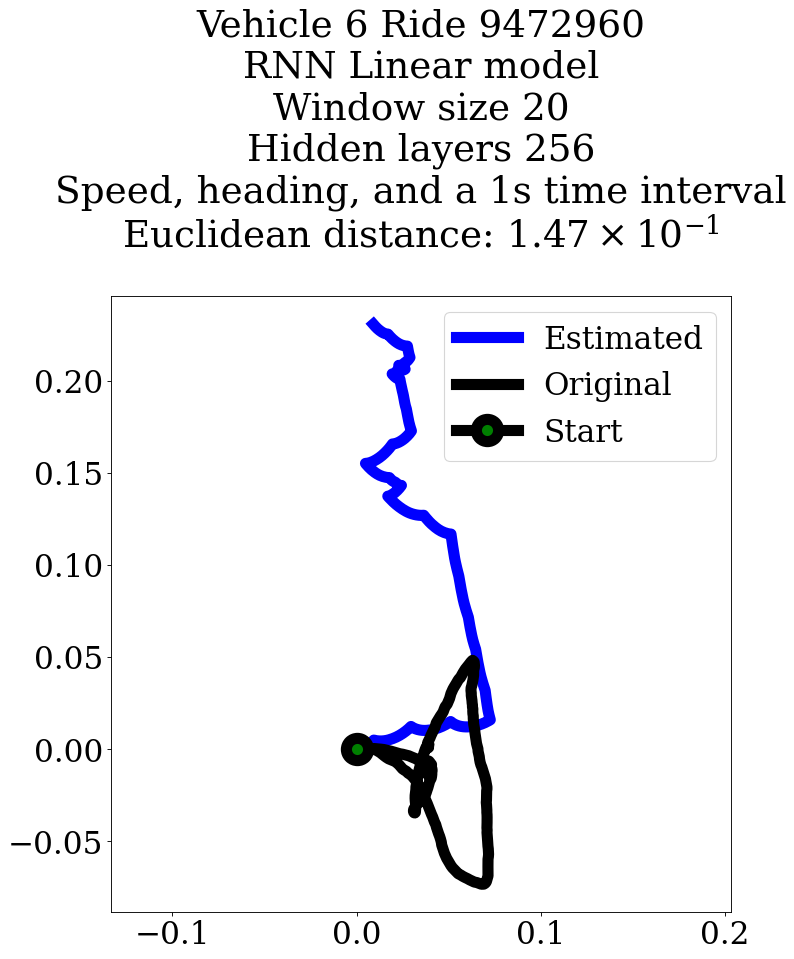 Vehicle 6 Ride 9472960
RNN Linear model
Window size 20
Hidden layers 256
Speed, heading, and a 1s time interval
Euclidean distance: 1.47 × 10⁻¹
Estimated
Original
Start
0.20
0.15
0.10
0.05
0.00
−0.05
−0.1
0.0
0.1
0.2